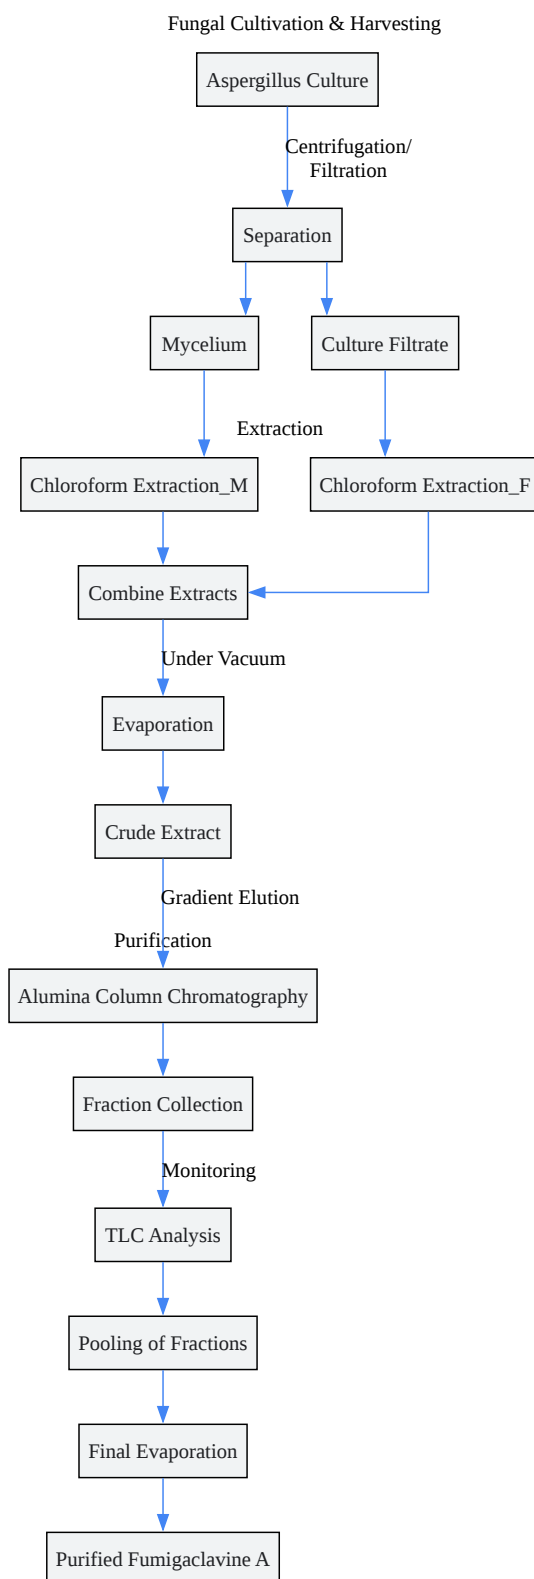 Fungal Cultivation & Harvesting
Aspergillus Culture
Centrifugation/
Filtration
Separation
Mycelium
Culture Filtrate
Extraction
Chloroform Extraction_M
Chloroform Extraction_F
Combine Extracts
Under Vacuum
Evaporation
Crude Extract
Gradient Elution
Purification
Alumina Column Chromatography
Fraction Collection
Monitoring
TLC Analysis
Pooling of Fractions
Final Evaporation
Purified Fumigaclavine A